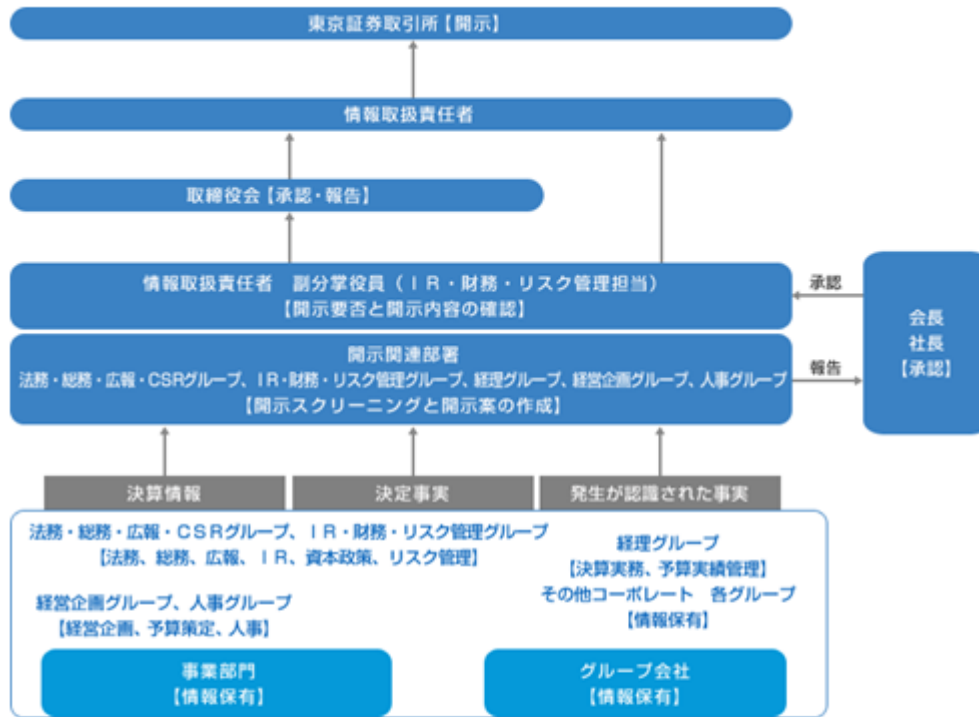 東京証券取引所【開示】
情報取扱責任者
取締役会【承認・報告】
情報取扱責任者　副分掌役員（ＩＲ・財務・リスク管理担当）
【開示要否と開示内容の確認】
承認
会長
社長
【承認】
開示関連部署
法務・総務・広報・CSRグループ、ＩＲ・財務・リスク管理グループ、経理グループ、経営企画グループ、人事グループ
【開示スクリーニングと開示案の作成】
報告
決算情報
決定事実
発生が認識された事実
法務・総務・広報・ＣＳＲグループ、ＩＲ・財務・リスク管理グループ
【法務、総務、広報、ＩＲ、資本政策、リスク管理】
経理グループ
【決算実務、予算実績管理】
その他コーポレート　各グループ
【情報保有】
経営企画グループ、人事グループ
【経営企画、予算策定、人事】
事業部門
【情報保有】
グループ会社
【情報保有】